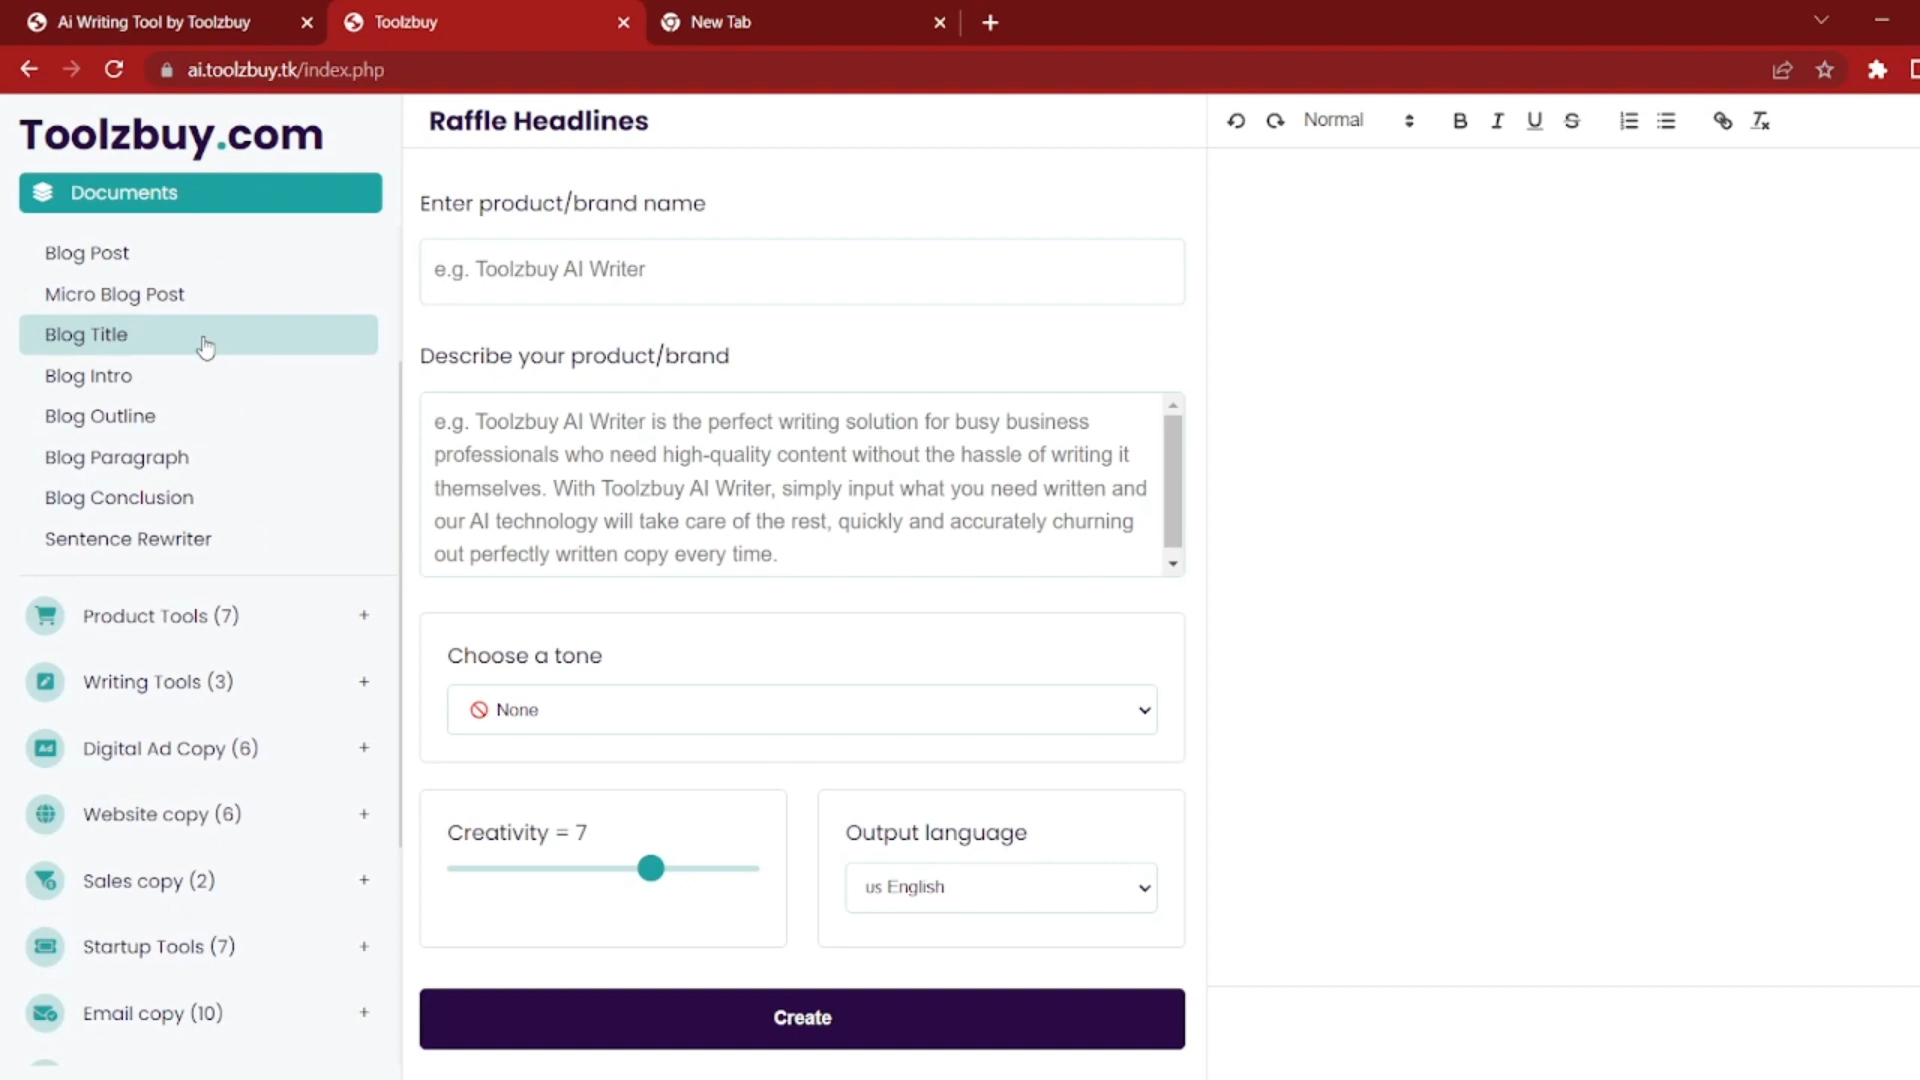 Ai Writing Tool by Toolzbuy
Toolzbuy
New Tab
ai.toolzbuy.tk/index.php
Toolzbuy.com
Documents
Blog Post
Micro Blog Post
Blog Title
Blog Intro
Blog Outline
Blog Paragraph
Blog Conclusion
Sentence Rewriter
Product Tools (7) +
Writing Tools (3) +
Ad
Digital Ad Copy (6) +
Website copy (6) +
Sales copy (2) +
Startup Tools (7) +
Email copy (10) +
Raffle Headlines
Enter product/brand name
e.g. Toolzbuy AI Writer
Describe your product/brand
e.g. Toolzbuy AI Writer is the perfect writing solution for busy business
professionals who need high-quality content without the hassle of writing it
themselves. With Toolzbuy AI Writer, simply input what you need written and
our AI technology will take care of the rest, quickly and accurately churning
out perfectly written copy every time.
Choose a tone
None
Creativity = 7
Output language
us English
Create
Normal
B I U S